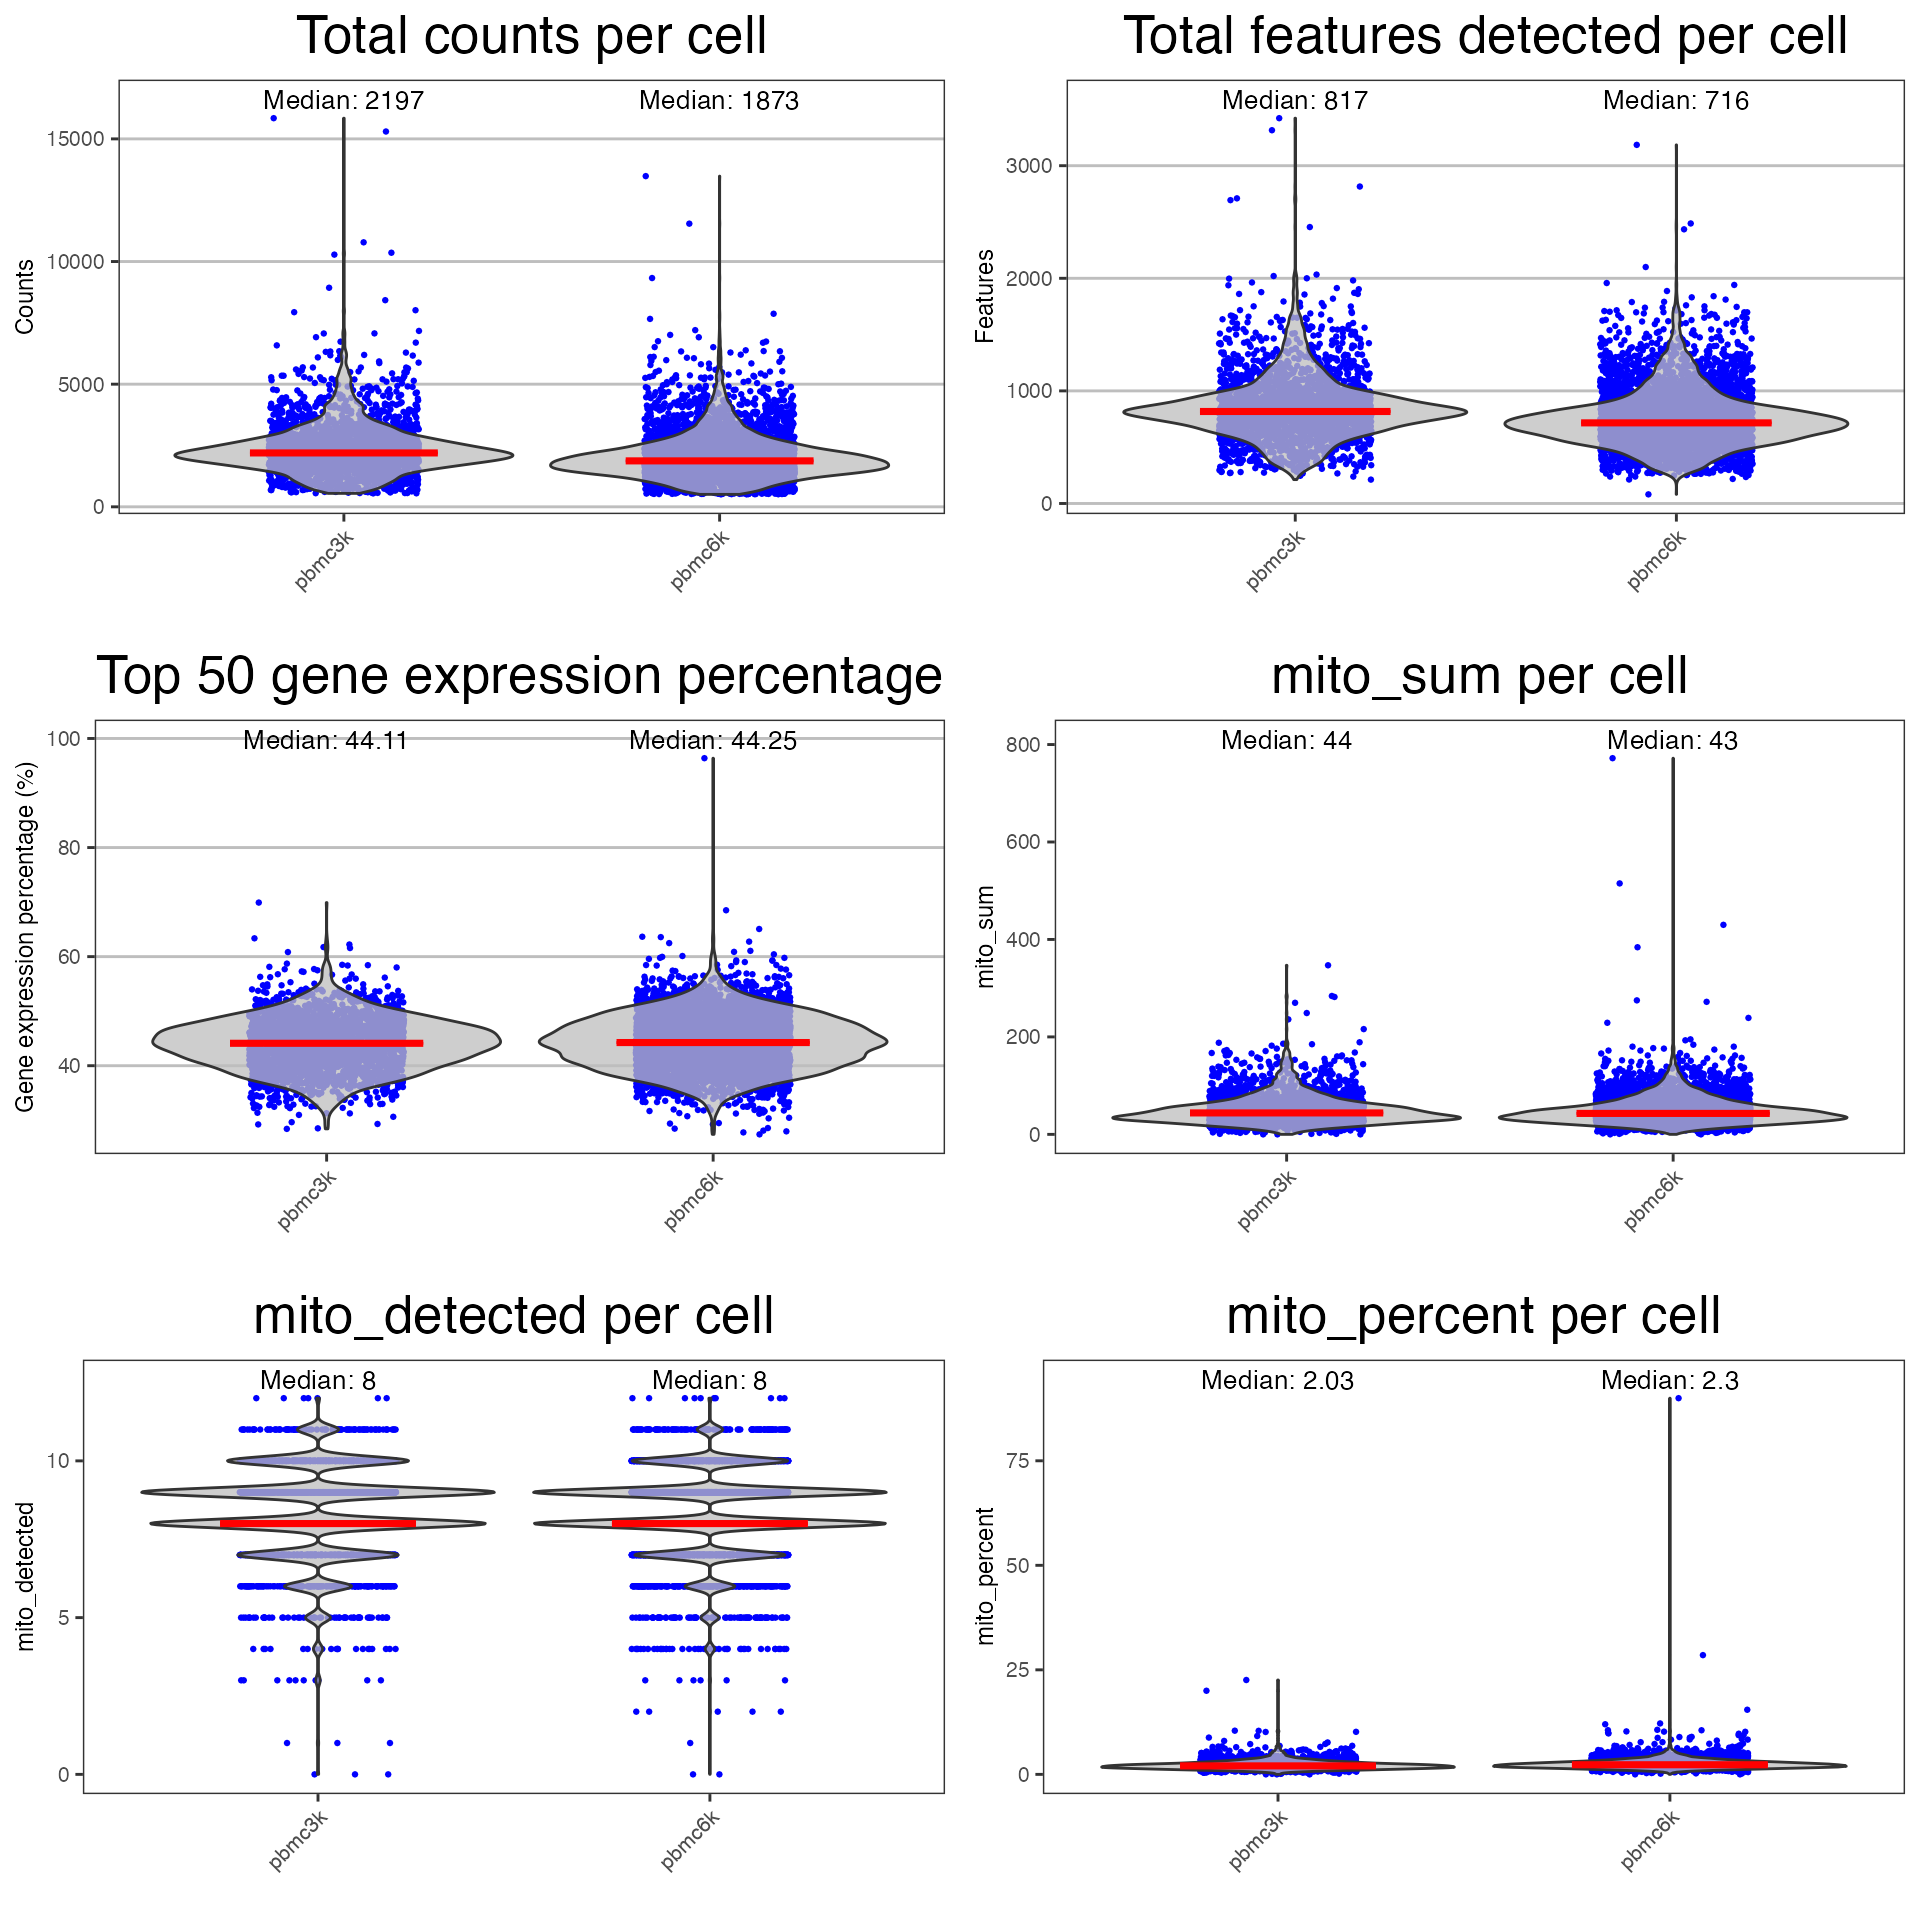 Total counts per cell
Median: 2197
Median: 1873
15000
10000
5000
0
Counts
pbmc3k
pbmc6k
Total features detected per cell
Median: 817
Median: 716
3000
2000
1000
0
Features
pbmc3k
pbmc6k
Top 50 gene expression percentage
Median: 44.11
Median: 44.25
100
80
60
40
Gene expression percentage (%)
pbmc3k
pbmc6k
mito_sum per cell
Median: 44
Median: 43
800
600
400
200
0
mito_sum
pbmc3k
pbmc6k
mito_detected per cell
Median: 8
Median: 8
10
5
0
mito_detected
pbmc3k
pbmc6k
mito_percent per cell
Median: 2.03
Median: 2.3
75
50
25
0
mito_percent
pbmc3k
pbmc6k